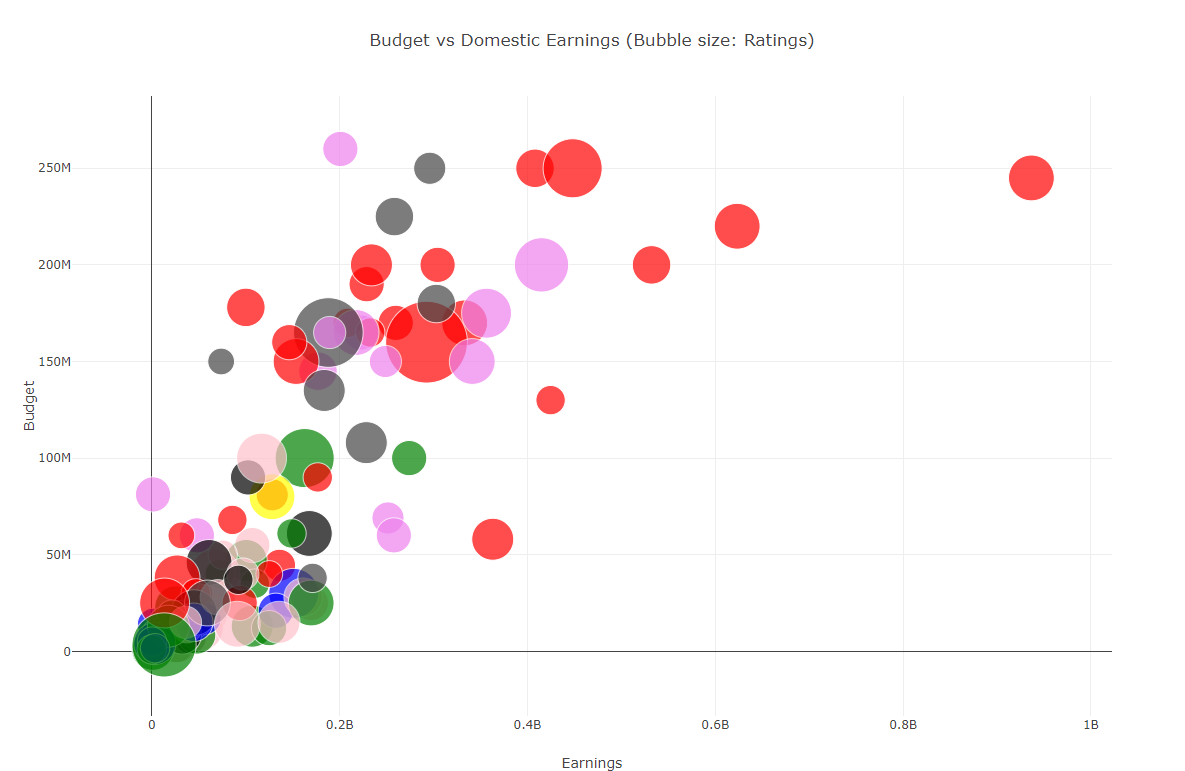 Budget vs Domestic Earnings (Bubble size: Ratings)
250M
200M
150M
100M
50M
0
Budget
0
0.2B
0.4B
0.6B
0.8B
1B
Earnings